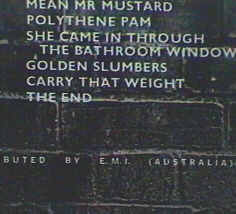 MEAN MR MUSTARD
POLYTHENE PAM
SHE CAME IN THROUGH
THE BATHROOM WINDOW
GOLDEN SLUMBERS
CARRY THAT WEIGHT
THE END
BUTED BY E.M.I. (AUSTRALIA)